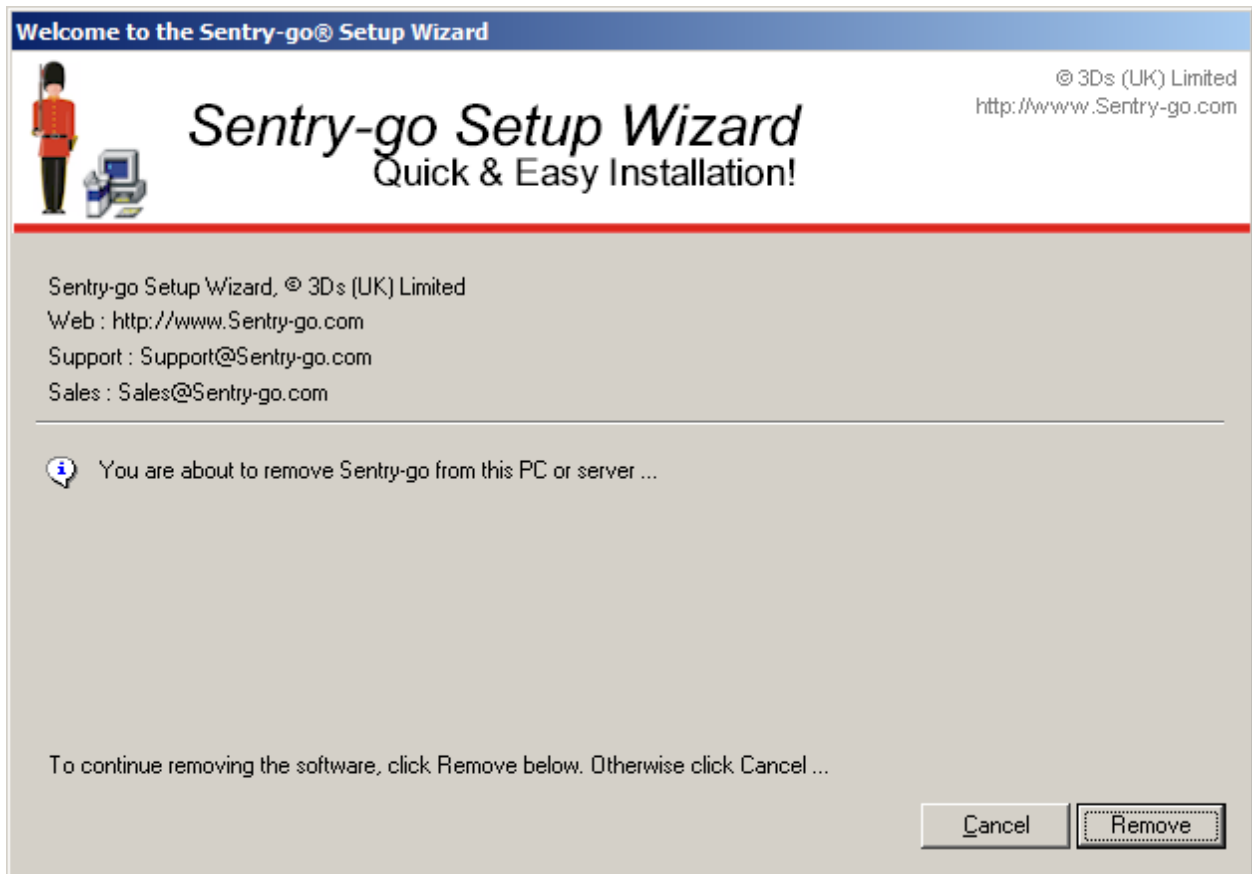 Welcome to the Sentry-go® Setup Wizard
© 3Ds (UK) Limited
http://www.Sentry-go.com
Sentry-go Setup Wizard
Quick & Easy Installation!
Sentry-go Setup Wizard, © 3Ds (UK) Limited
Web : http://www.Sentry-go.com
Support : Support@Sentry-go.com
Sales : Sales@Sentry-go.com
You are about to remove Sentry-go from this PC or server ...
To continue removing the software, click Remove below. Otherwise click Cancel ...
Cancel
Remove